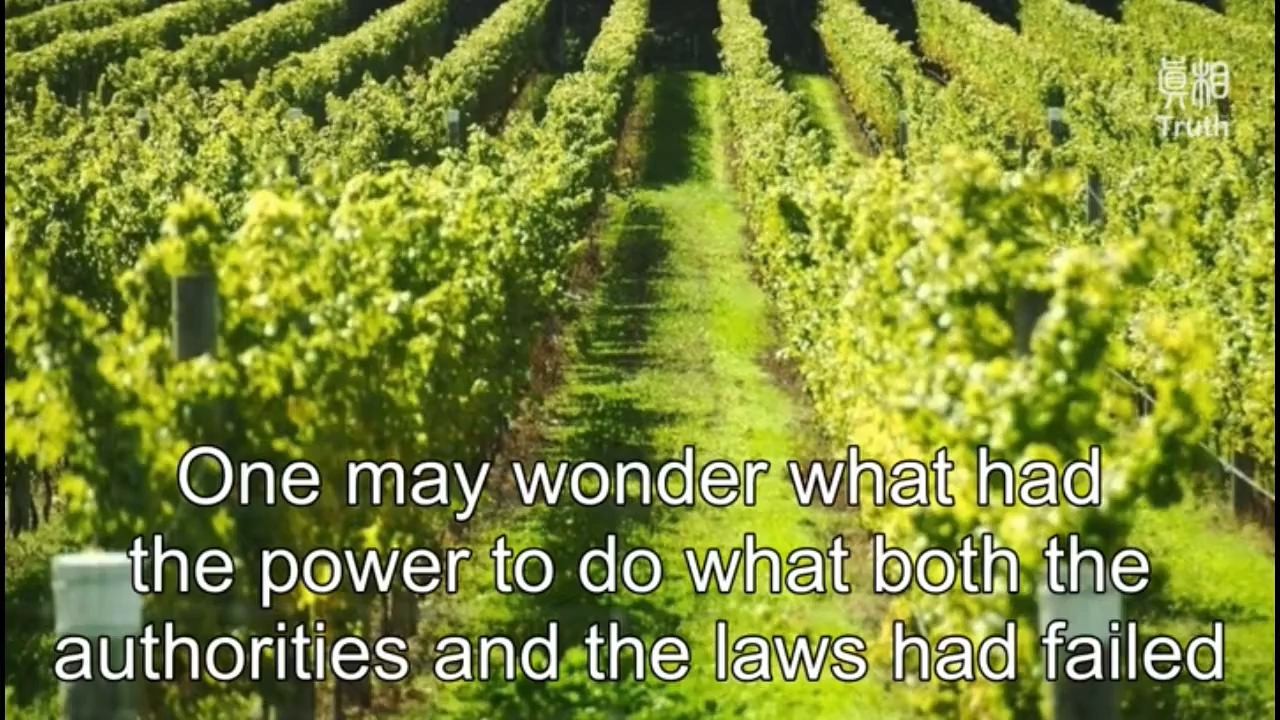 眞相
Truth
One may wonder what had
the power to do what both the
authorities and the laws had failed